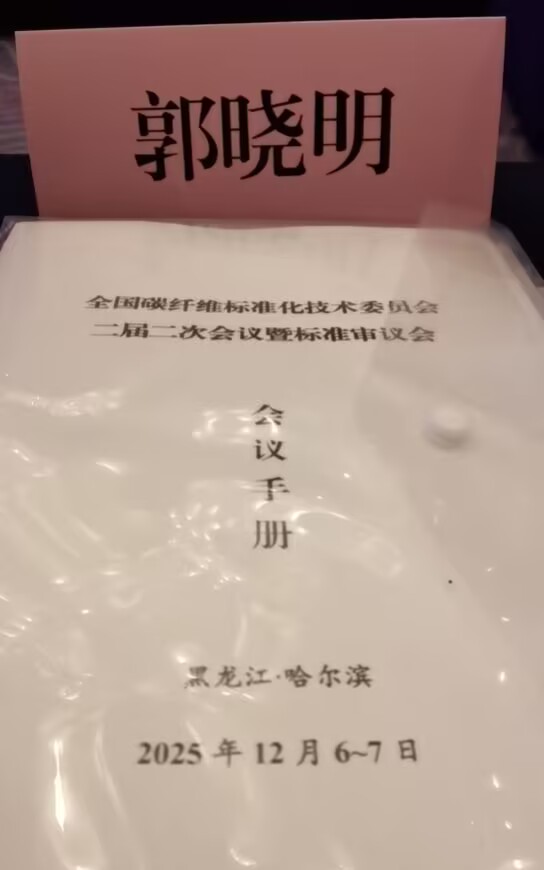 郭晓明
全国碳纤维标准化技术委员会
二届二次会议暨标准审议会
会
议
手
册
黑龙江·哈尔滨
2025 年 12 月 6~7 日